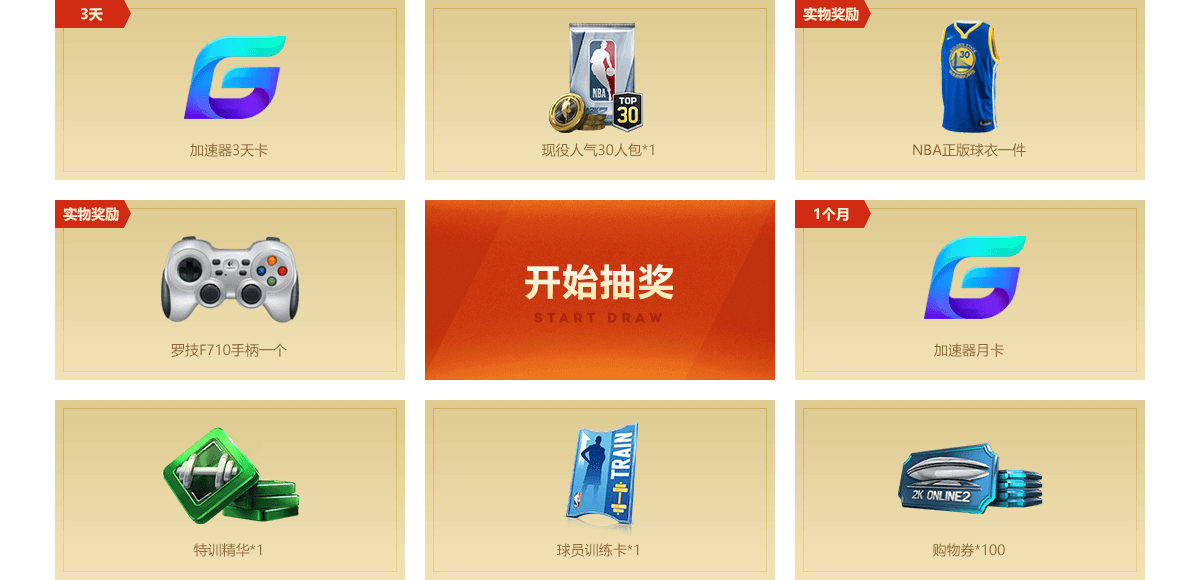 3天
实物奖励
NBA
TOP
30
30
加速器3天卡
现役人气30人包*1
NBA正版球衣一件
实物奖励
1个月
开始抽奖
START DRAW
罗技F710手柄一个
加速器月卡
TRAIN
2K ONLINE2
特训精华*1
球员训练卡*1
购物券*100